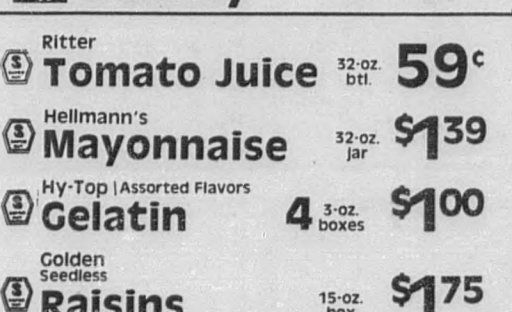 Ritter
Tomato Juice 32-oz. btl. 59¢
Hellmann's
Mayonnaise 32-oz. jar $1.39
Hy-Top | Assorted Flavors
Gelatin 4 3-oz. boxes $1.00
Golden
Seedless
Raisins 15-oz. box $1.75